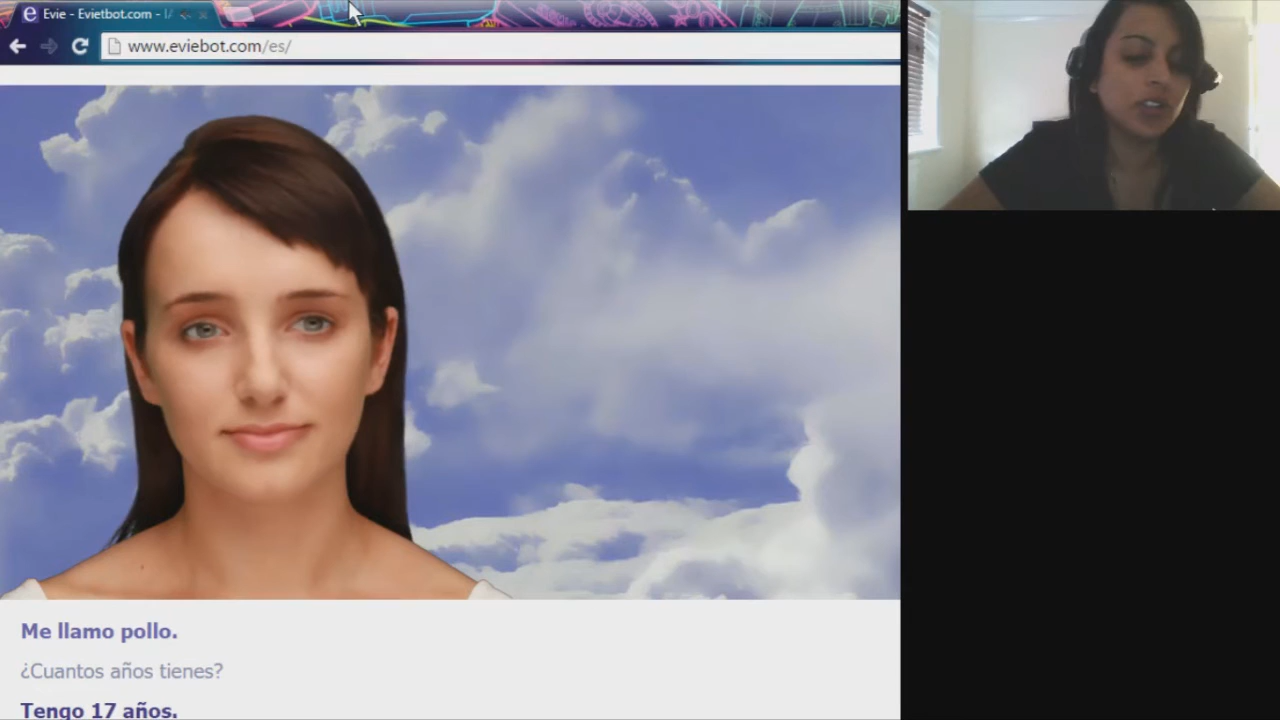 Evie - Evietbot.com - I
www.eviebot.com/es/
Me llamo pollo.
¿Cuantos años tienes?
Tengo 17 años.